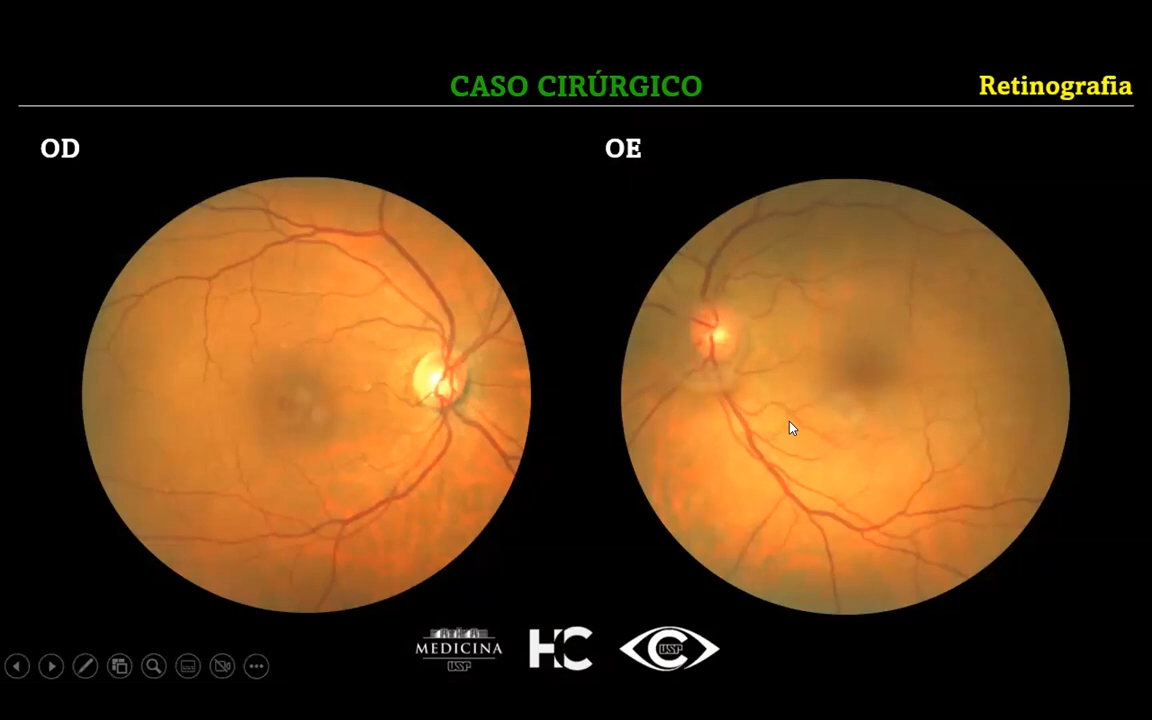 CASO CIRÚRGICO
Retinografia
OD
OE
MEDICINA
USP
HC
USP